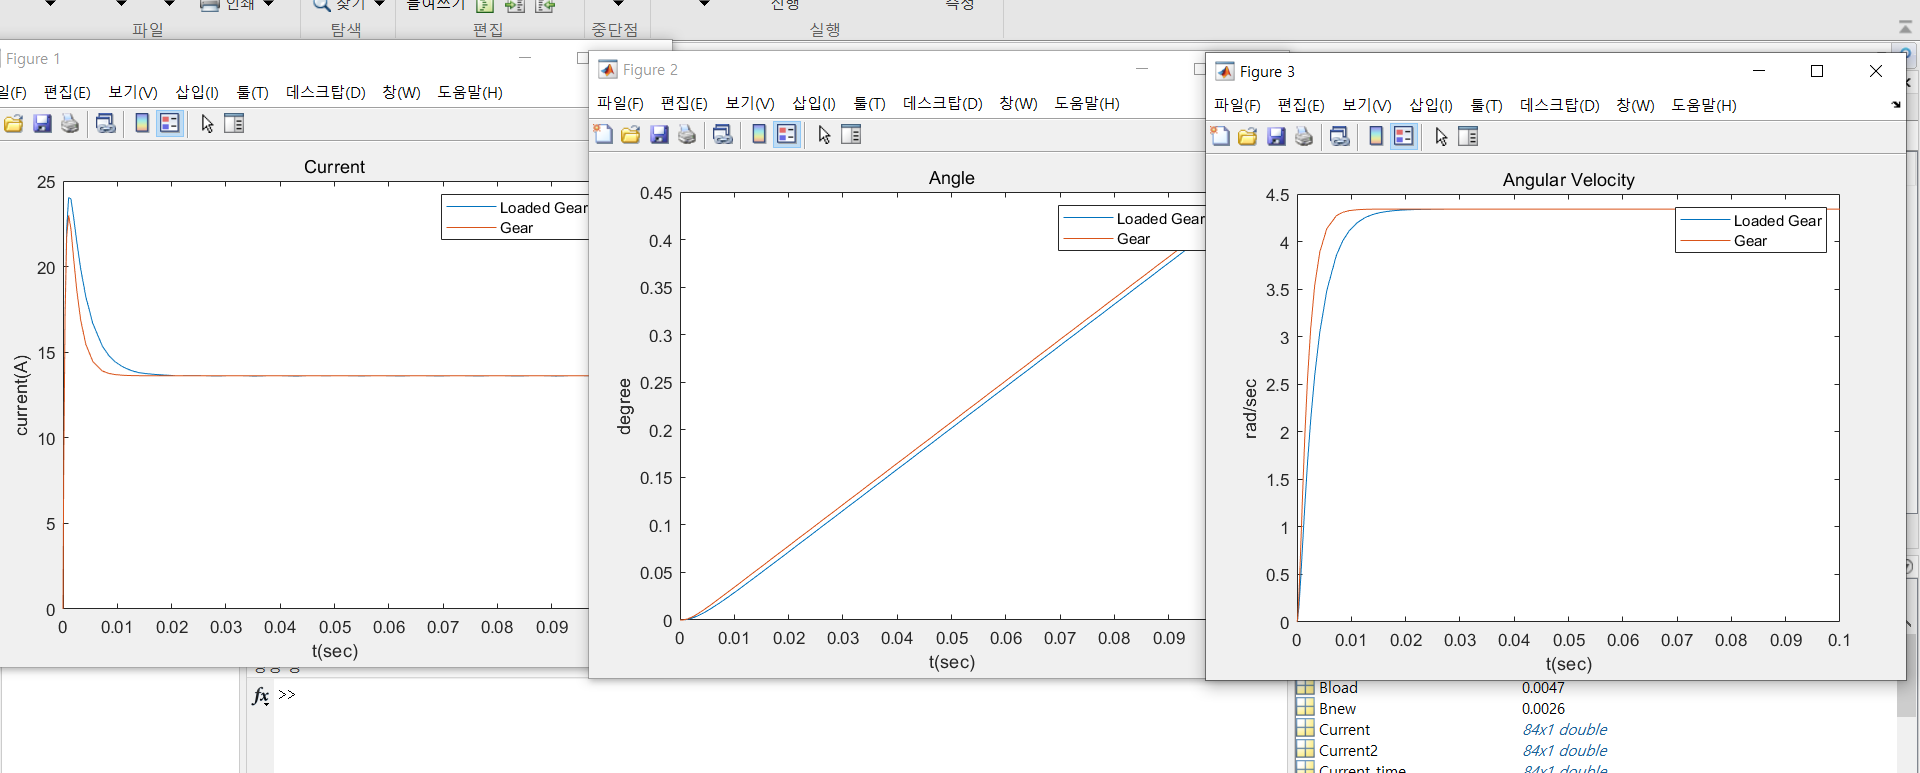 인쇄
찾기
들여쓰기
fx
진행
측정
파일
탐색
편집
중단점
실행
Figure 1
일(F) 편집(E) 보기(V) 삽입(I) 툴(T) 데스크탑(D) 창(W) 도움말(H)
Current
25
20
15
10
5
0
current(A)
0 0.01 0.02 0.03 0.04 0.05 0.06 0.07 0.08 0.09
t(sec)
Loaded Gear
Gear
Figure 2
파일(F) 편집(E) 보기(V) 삽입(I) 툴(T) 데스크탑(D) 창(W) 도움말(H)
Angle
0.45
0.4
0.35
0.3
0.25
0.2
0.15
0.1
0.05
0
degree
0 0.01 0.02 0.03 0.04 0.05 0.06 0.07 0.08 0.09
t(sec)
Loaded Gear
Gear
Figure 3
파일(F) 편집(E) 보기(V) 삽입(I) 툴(T) 데스크탑(D) 창(W) 도움말(H)
Angular Velocity
4.5
4
3.5
3
2.5
2
1.5
1
0.5
0
rad/sec
0 0.01 0.02 0.03 0.04 0.05 0.06 0.07 0.08 0.09 0.1
t(sec)
Loaded Gear
Gear
>>
Bload 0.0047
Bnew 0.0026
Current 84x1 double
Current2 84x1 double
Current_time 84x1 double